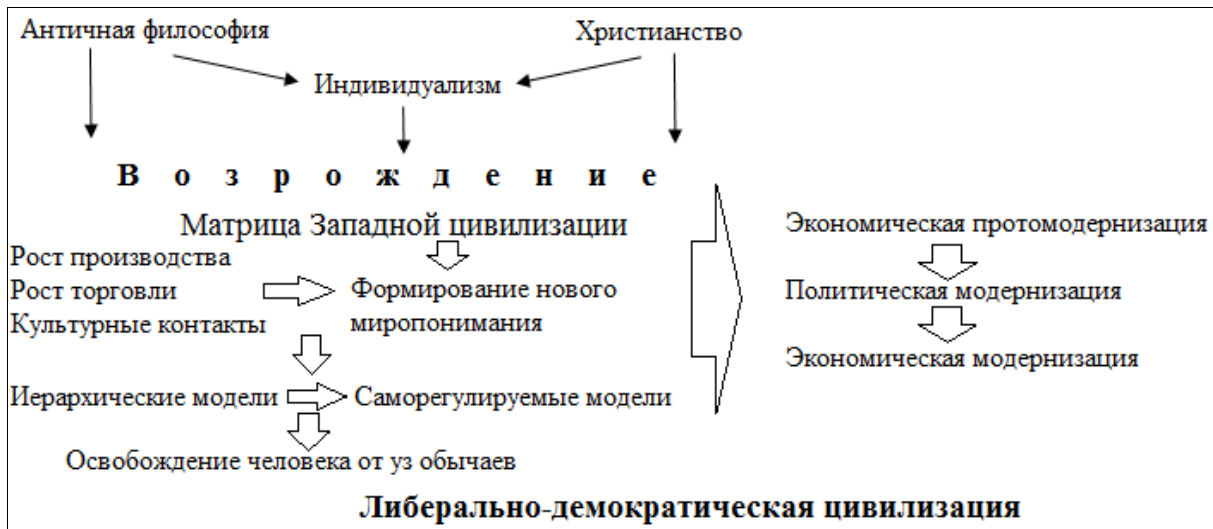 Античная философия
Христианство
Индивидуализм
В о з р о ж д е н и е
Матрица Западной цивилизации
Рост производства
Рост торговли
Культурные контакты
Формирование нового
миропонимания
Иерархические модели
Саморегулируемые модели
Освобождение человека от уз обычаев
Экономическая протомодернизация
Политическая модернизация
Экономическая модернизация
Либерально-демократическая цивилизация